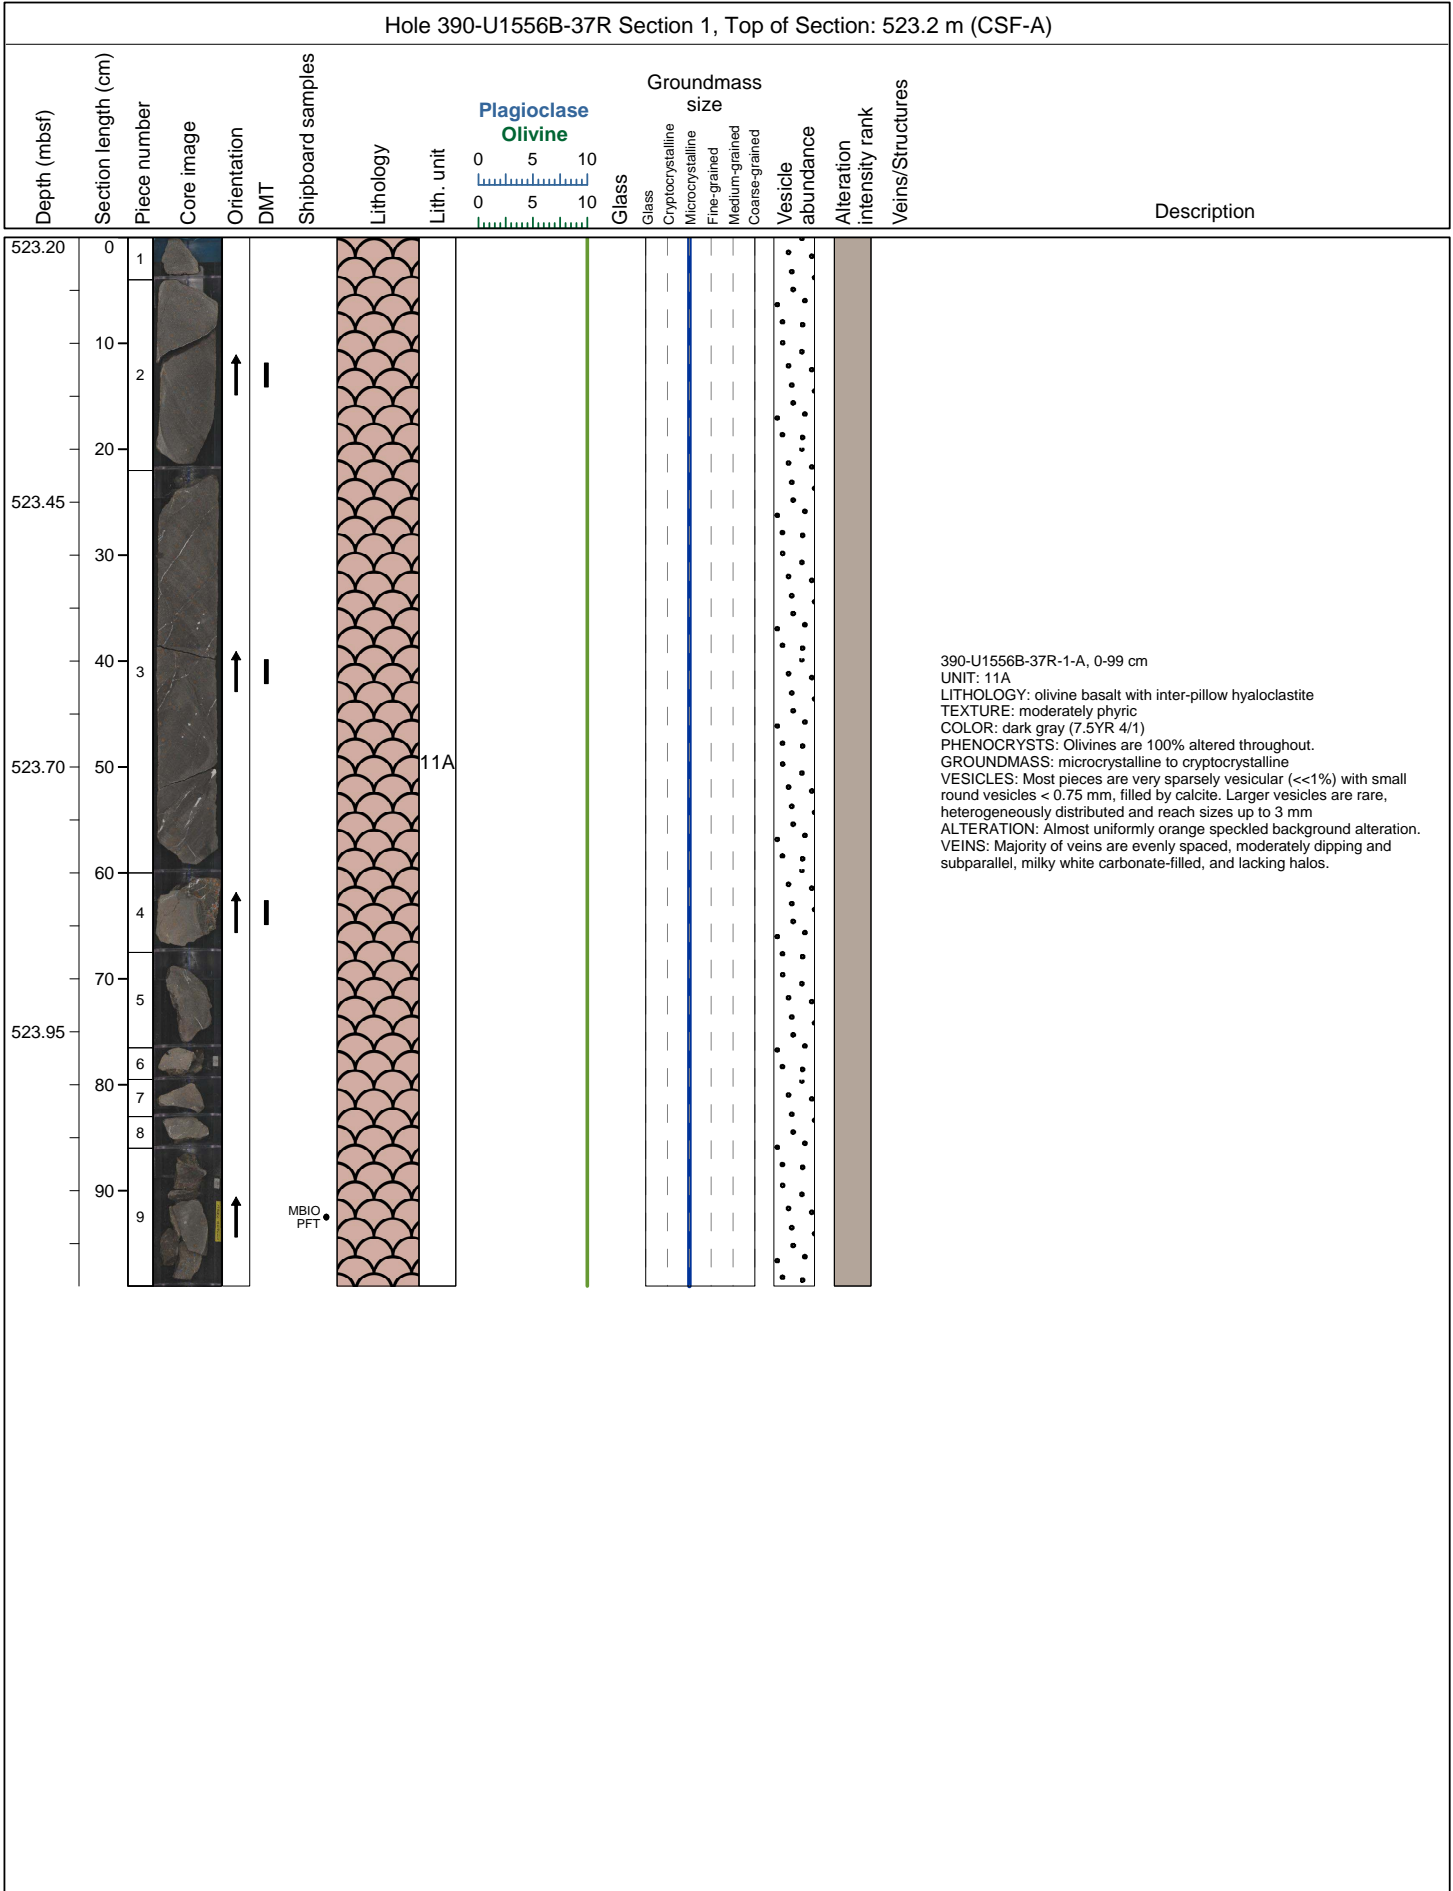 Hole 390-U1556B-37R Section 1, Top of Section: 523.2 m (CSF-A)
Depth (mbsf)
Section length (cm)
Piece number
Core image
Orientation
DMT
Shipboard samples
Lithology
Lith. unit
Plagioclase
Olivine
0 5 10
0 5 10
Glass
Groundmass
size
Glass
Cryptocrystalline
Microcrystalline
Fine-grained
Medium-grained
Coarse-grained
Vesicle
abundance
Alteration
intensity rank
Veins/Structures
Description
523.20
523.45
523.70
523.95
0
10
20
30
40
50
60
70
80
90
1
2
3
4
5
6
7
8
9
MBIO
PFT
11A
390-U1556B-37R-1-A, 0-99 cm
UNIT: 11A
LITHOLOGY: olivine basalt with inter-pillow hyaloclastite
TEXTURE: moderately phyric
COLOR: dark gray (7.5YR 4/1)
PHENOCRYSTS: Olivines are 100% altered throughout.
GROUNDMASS: microcrystalline to cryptocrystalline
VESICLES: Most pieces are very sparsely vesicular (<<1%) with small
round vesicles < 0.75 mm, filled by calcite. Larger vesicles are rare,
heterogeneously distributed and reach sizes up to 3 mm
ALTERATION: Almost uniformly orange speckled background alteration.
VEINS: Majority of veins are evenly spaced, moderately dipping and
subparallel, milky white carbonate-filled, and lacking halos.